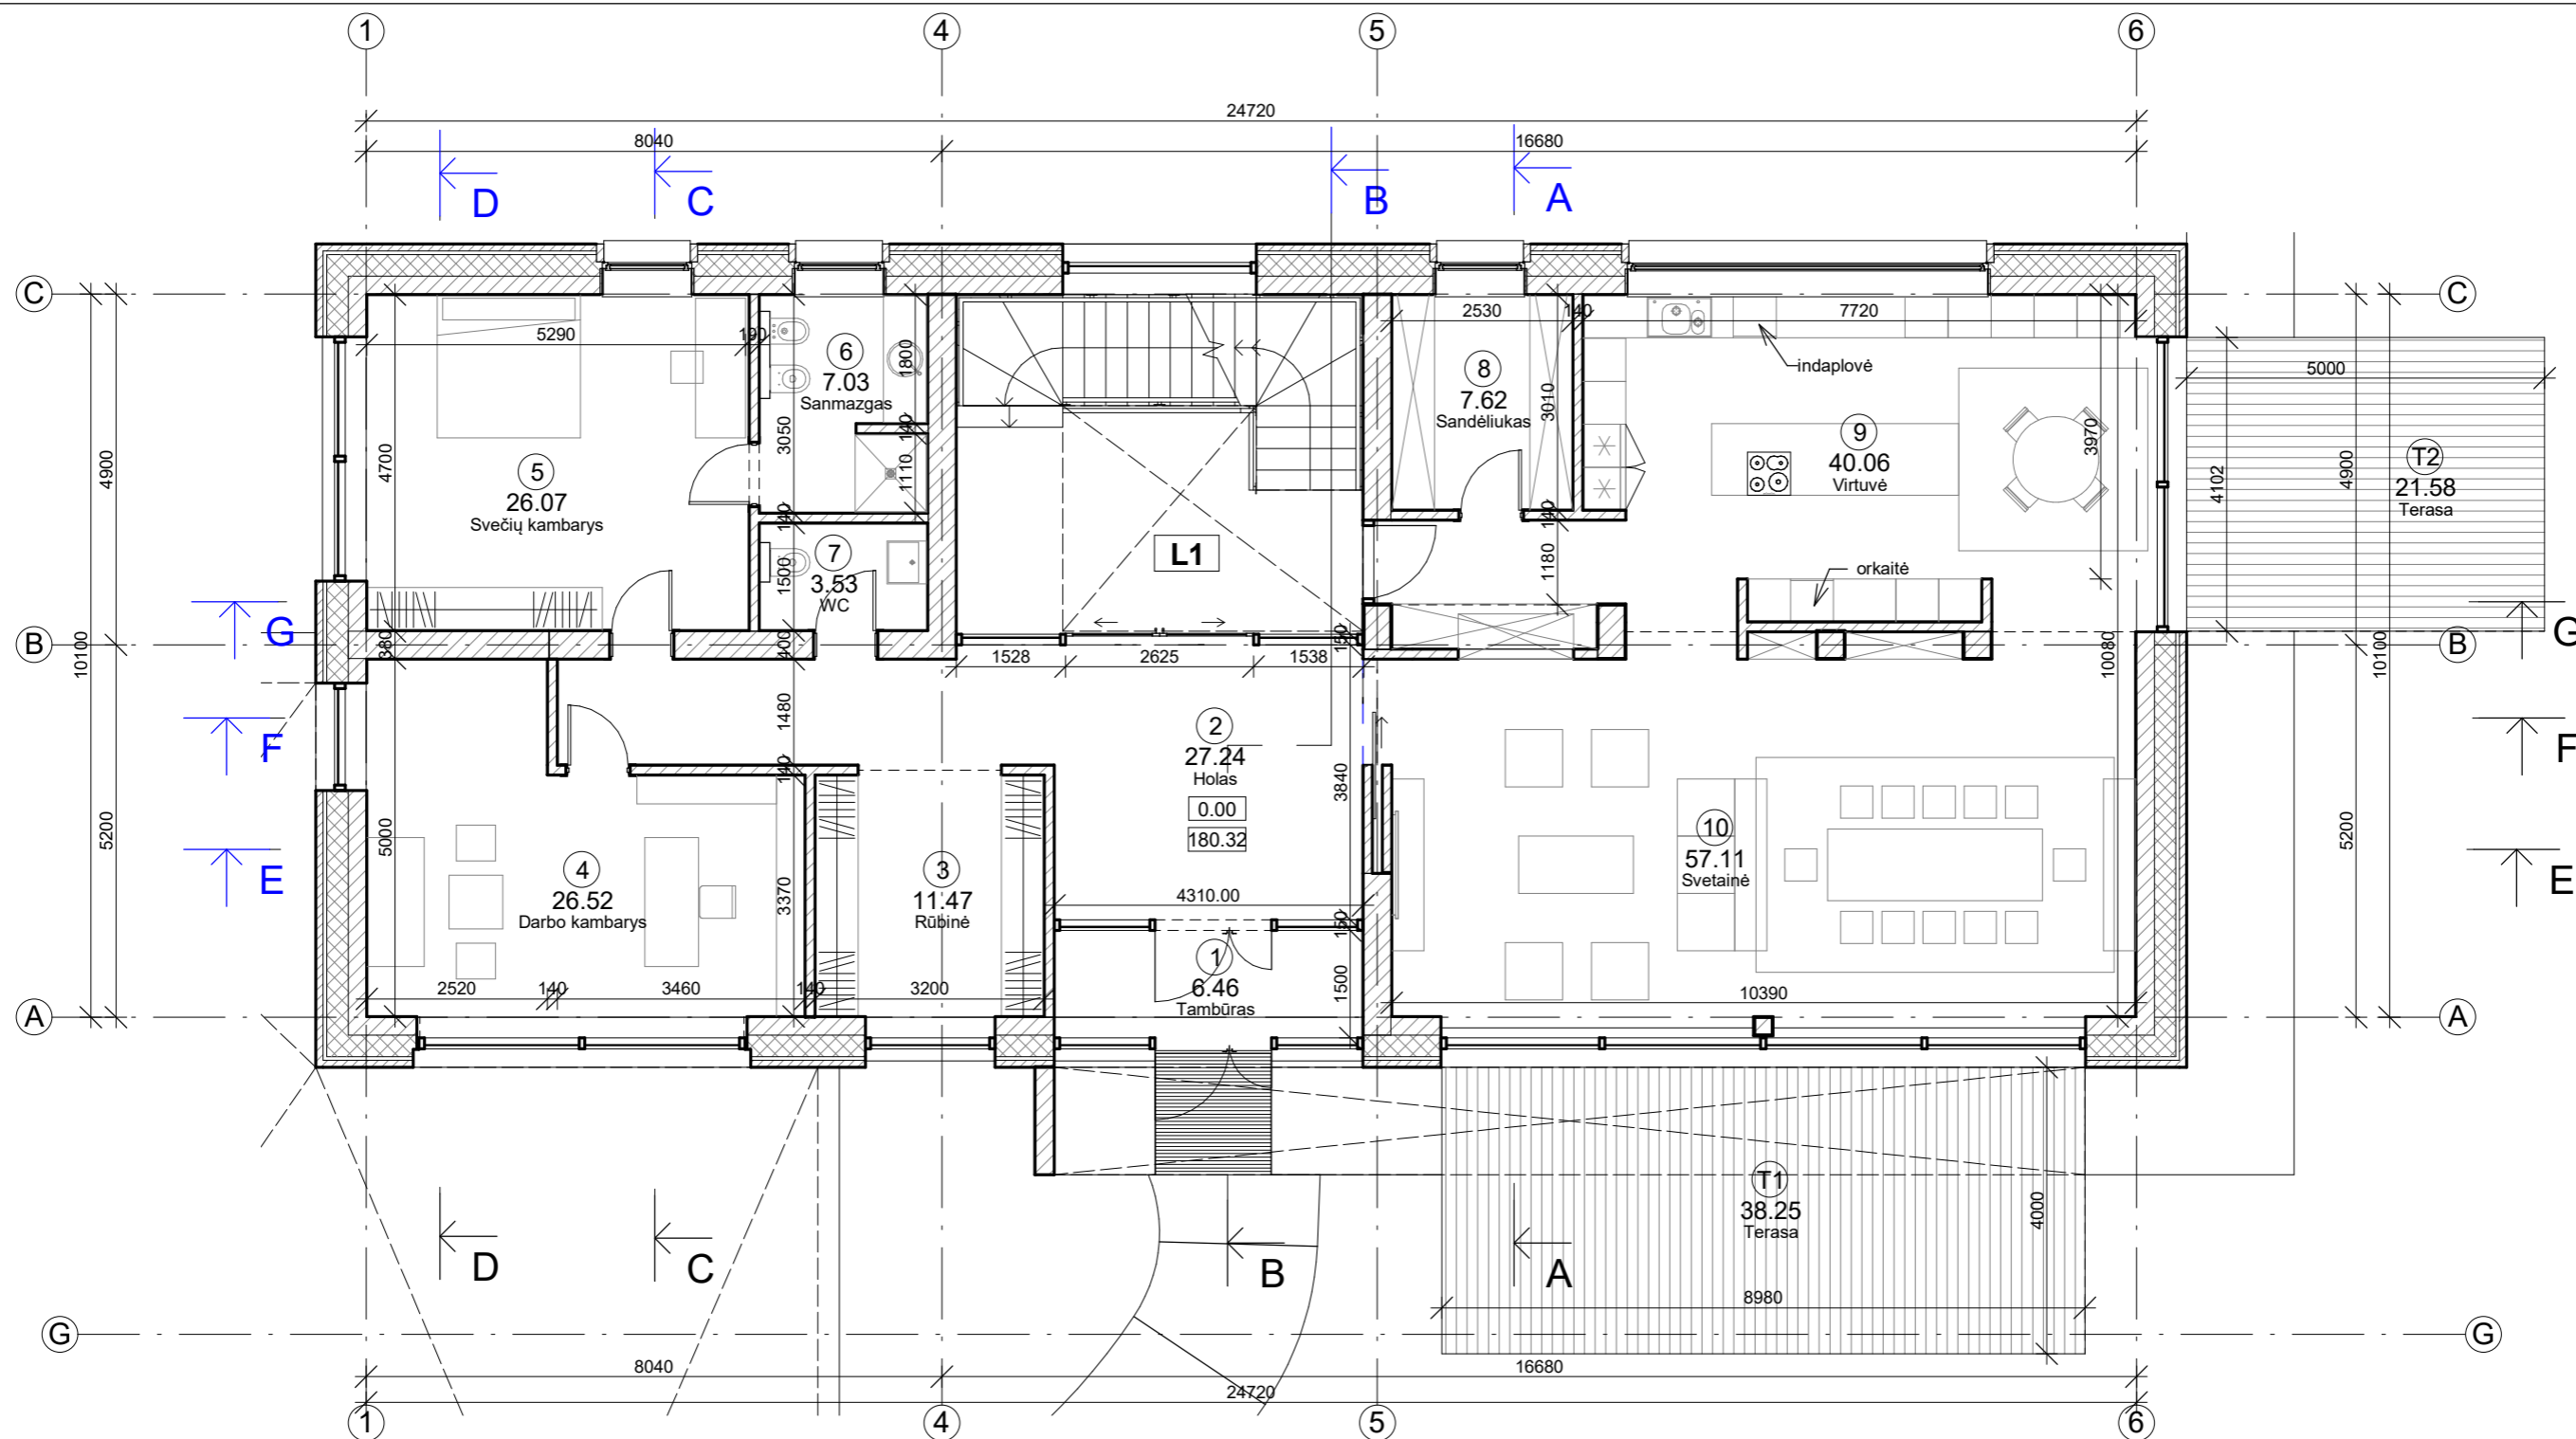 1 4 5 6
24720
8040 16680
D C B A
C C
5290 190 2530 140 7720
6
7.03
Sanmazgas
1800
140
1110
3050
indaplovė
8
7.62
Sandėliukas
3010
5000
9
40.06
Virtuvė
3970
T2
21.58
Terasa
4102
4900
10100
4900
4700
5
26.07
Svečių kambarys
140
7
3.53
WC
1500
L1
140
1180
orkaitė
4900
10100
G G
B B
380
400
1528 2625 1538
150
10080
1480
140
F F
2
27.24
Holas
0.00
180.32
3840
E E
5200
5000
4
26.52
Darbo kambarys
3370
3
11.47
Rūbinė
4310.00
150
1
6.46
Tambūras
1500
10
57.11
Svetainė
5200
2520 140 3460 140 3200 10390
A A
T1
38.25
Terasa
4000
D C B A
8980
G G
8040 16680
24720
1 4 5 6